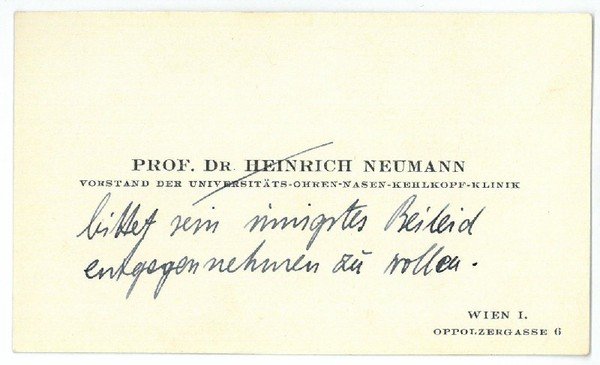 PROF. DR. HEINRICH NEUMANN
VORSTAND DER UNIVERSITÄTS-OHREN-NASEN-KEHLKOPF-KLINIK
bittet sein innigstes Beileid
entgegennehmen zu wollen.
WIEN I.
OPPOLZERGASSE 6